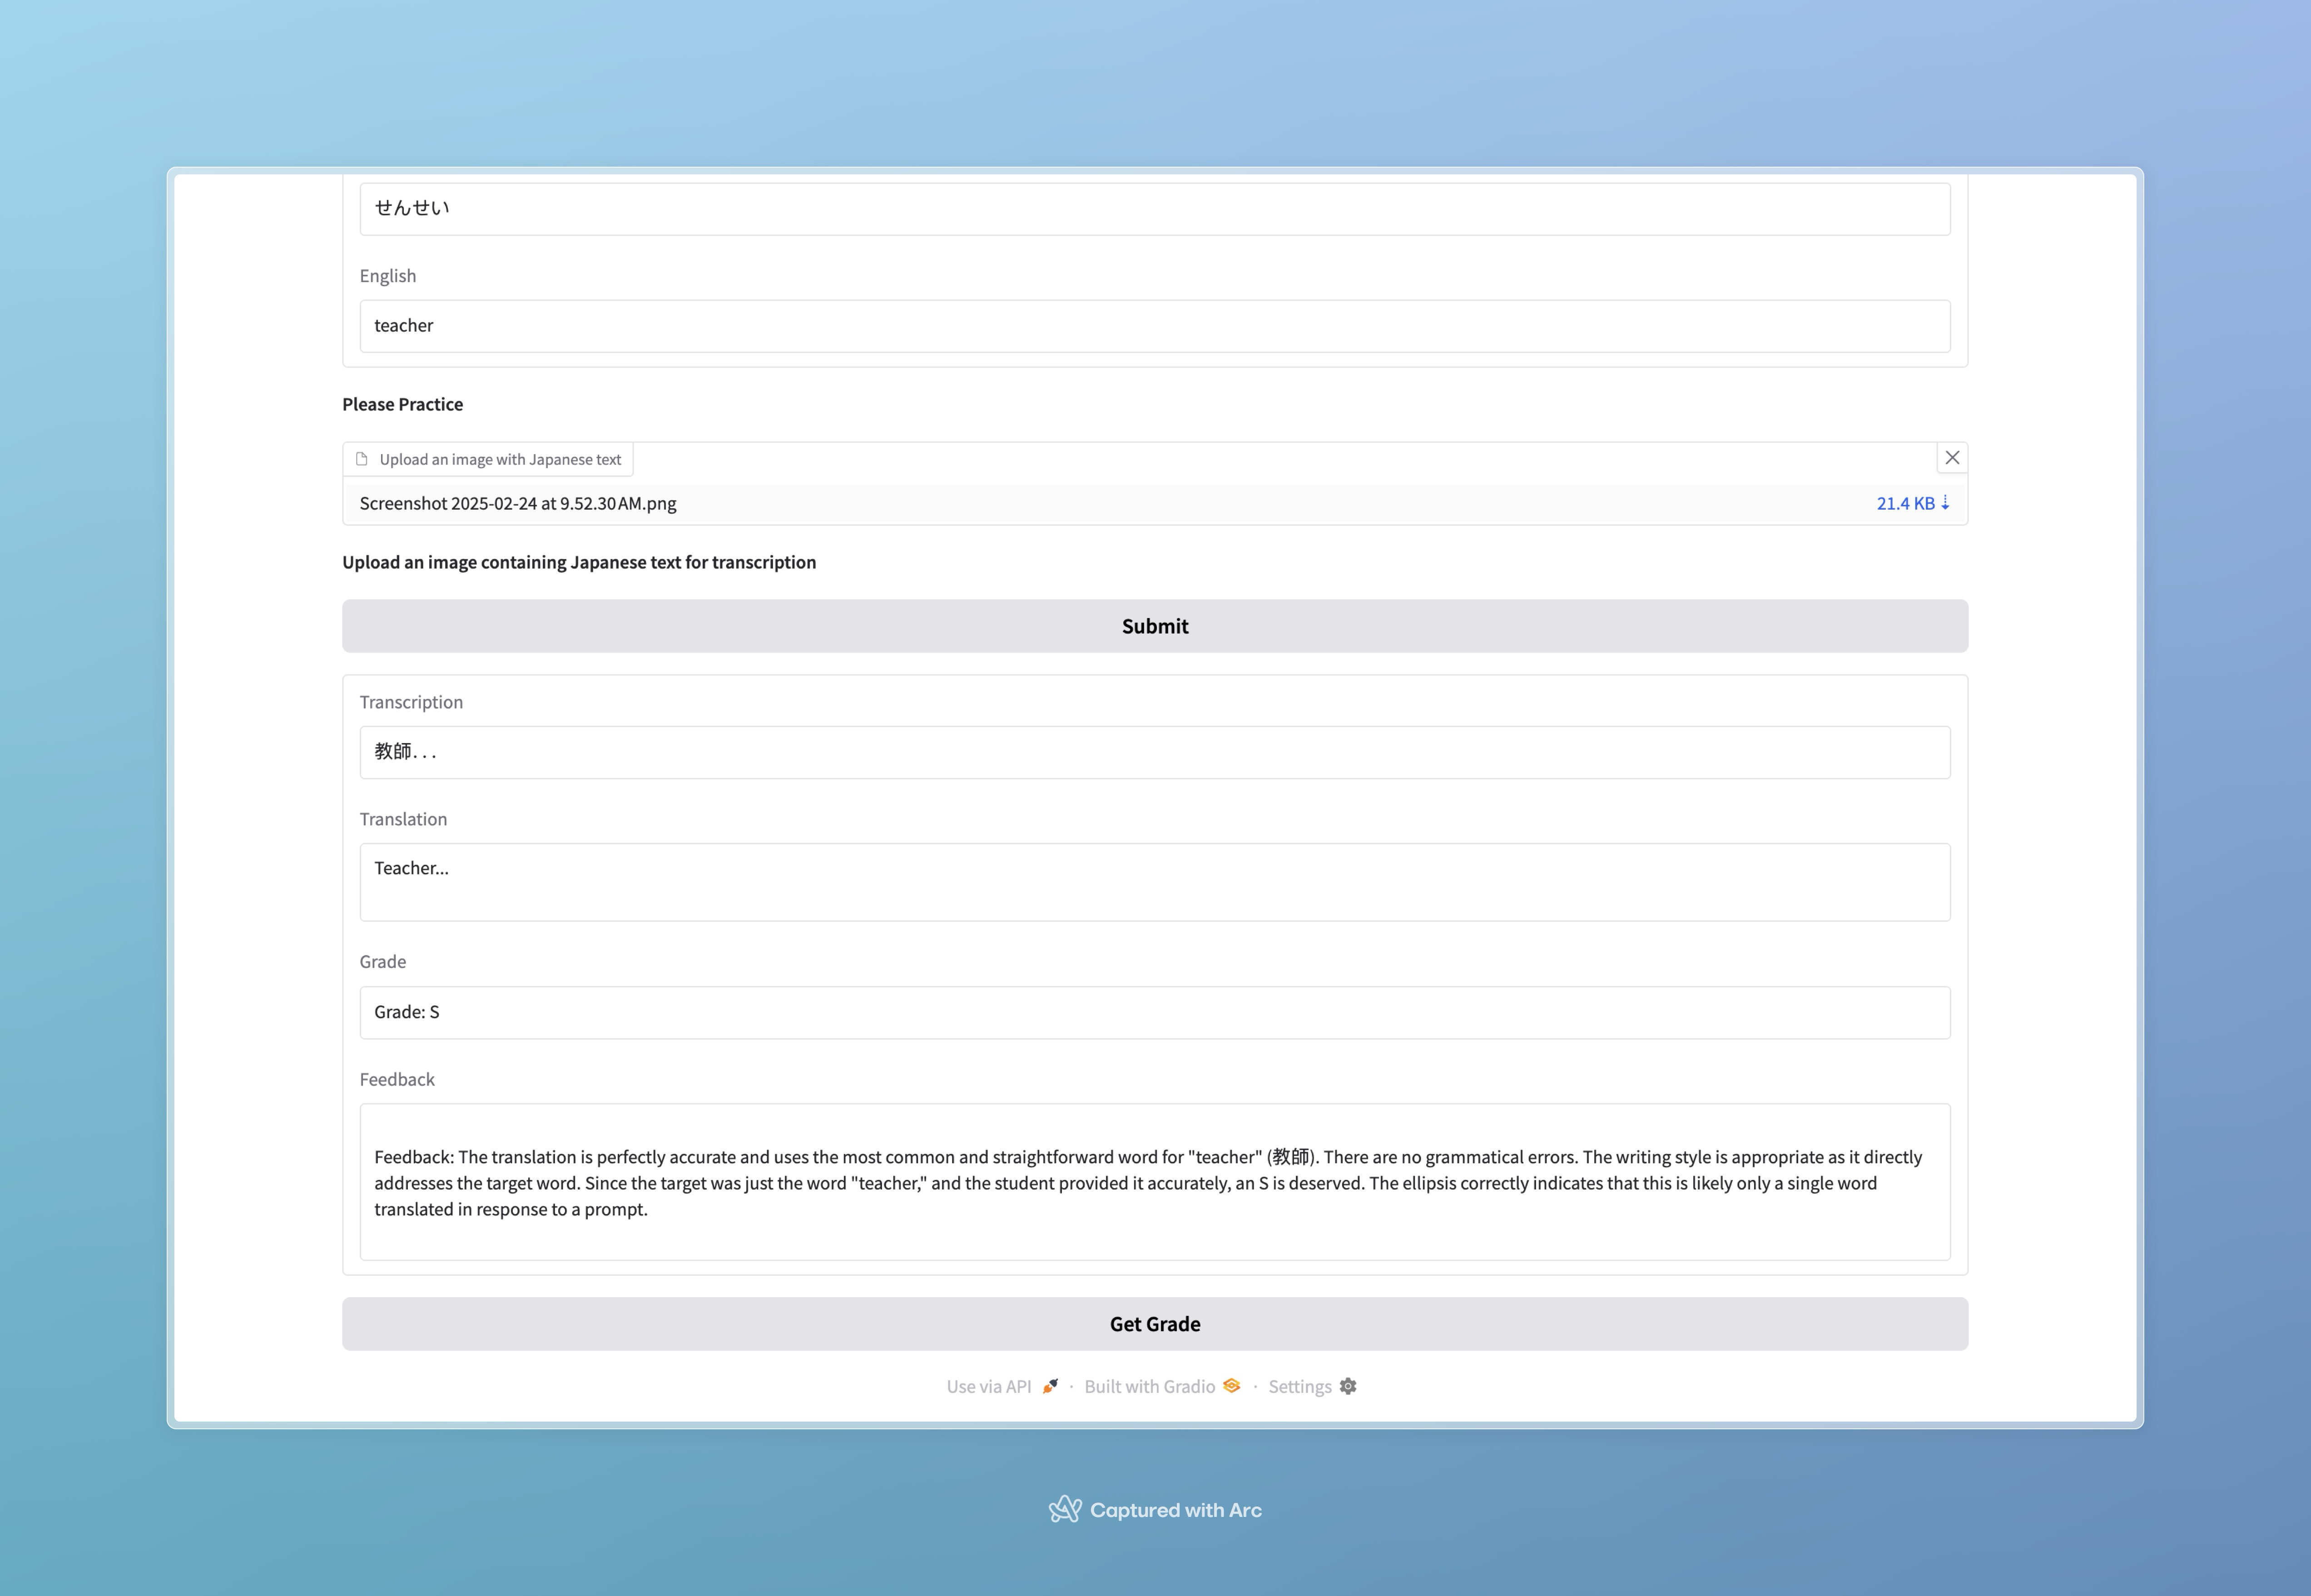 せんせい
English
teacher
Please Practice
Upload an image with Japanese text
Screenshot 2025-02-24 at 9.52.30 AM.png
21.4 KB ⇣
Upload an image containing Japanese text for transcription
Submit
Transcription
教師...
Translation
Teacher...
Grade
Grade: S
Feedback
Feedback: The translation is perfectly accurate and uses the most common and straightforward word for "teacher" (教師). There are no grammatical errors. The writing style is appropriate as it directly
addresses the target word. Since the target was just the word "teacher," and the student provided it accurately, an S is deserved. The ellipsis correctly indicates that this is likely only a single word
translated in response to a prompt.
Get Grade
Use via API · Built with Gradio · Settings
Captured with Arc